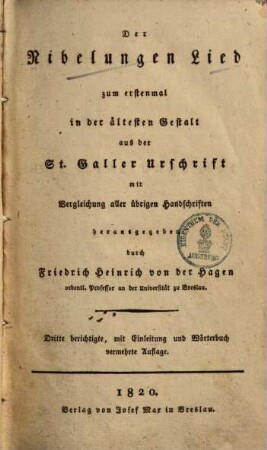 Der
Nibelungen Lied
zum erstenmal
in der ältesten Gestalt
aus der
St. Galler Urschrift
mit
Vergleichung aller übrigen Handschriften
herausgegeben
durch
Friedrich Heinrich von der Hagen
ordentl. Professor an der Universität zu Breslau.
Dritte berichtigte, mit Einleitung und Wörterbuch
vermehrte Auflage.
1820.
Verlag von Josef Max in Breslau.